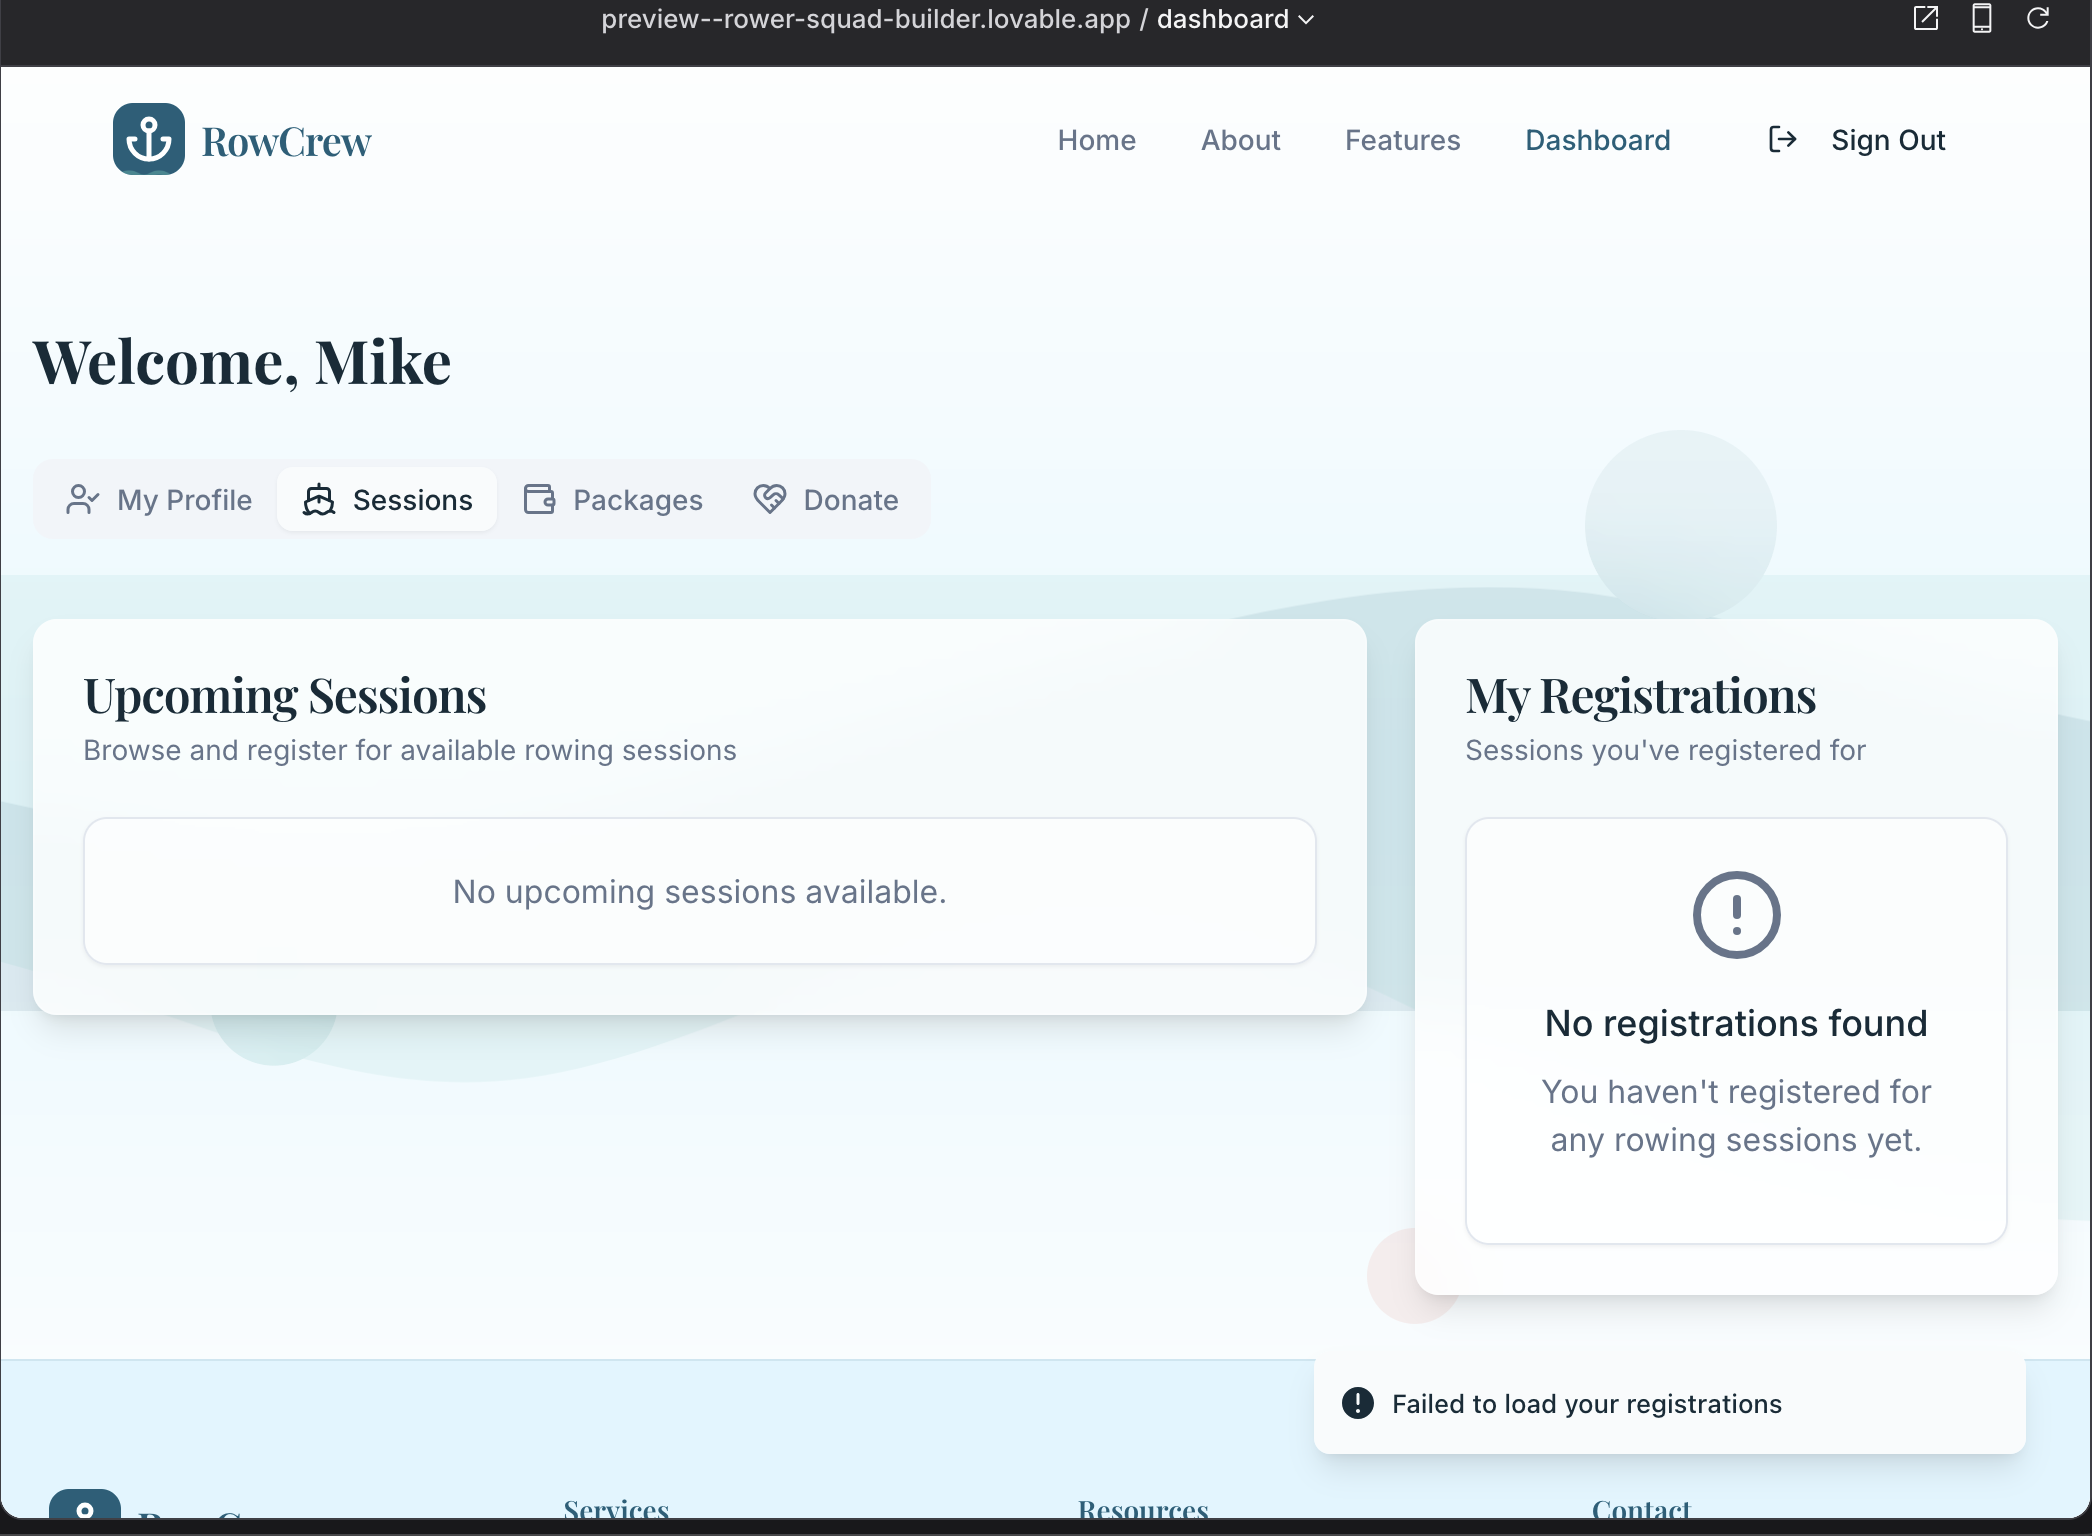 preview--rower-squad-builder.lovable.app / dashboard
RowCrew
Home
About
Features
Dashboard
Sign Out
Welcome, Mike
My Profile
Sessions
Packages
Donate
Upcoming Sessions
Browse and register for available rowing sessions
No upcoming sessions available.
My Registrations
Sessions you've registered for
No registrations found
You haven't registered for
any rowing sessions yet.
Failed to load your registrations
Services
Resources
Contact